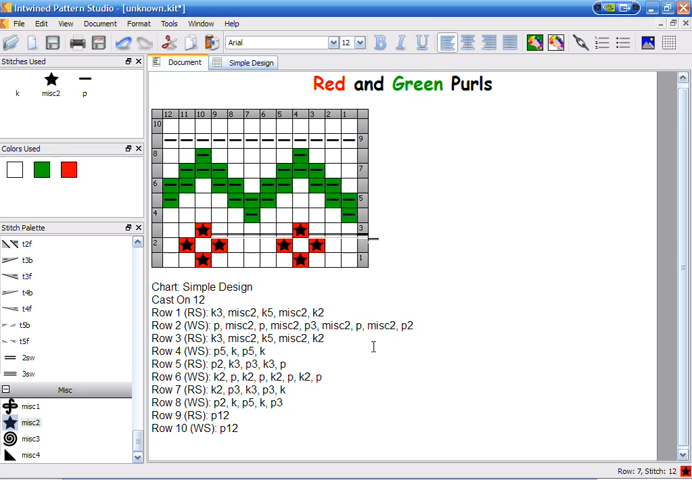 Intwined Pattern Studio - [unknown.kit*]
File Edit Document Format Tools Window Help
Arial 12 B I U
Stitches Used
k misc2 p
Colors Used
Stitch Palette
t2f
t3b
t3f
t4b
t4f
t5b
t5f
2sw
3sw
Misc
misc1
misc2
misc3
misc4
Document Simple Design
Red and Green Purls
12 11 10 9 8 7 6 5 4 3 2 1
10
9
8
7
6
5
4
3
2
1
Chart: Simple Design
Cast On 12
Row 1 (RS): k3, misc2, k5, misc2, k2
Row 2 (WS): p, misc2, p, misc2, p3, misc2, p, misc2, p2
Row 3 (RS): k3, misc2, k5, misc2, k2
Row 4 (WS): p5, k, p5, k
Row 5 (RS): p2, k3, p3, k3, p
Row 6 (WS): k2, p, k2, p, k2, p, k2, p
Row 7 (RS): k2, p3, k3, p3, k
Row 8 (WS): p2, k, p5, k, p3
Row 9 (RS): p12
Row 10 (WS): p12
Row: 7, Stitch: 12